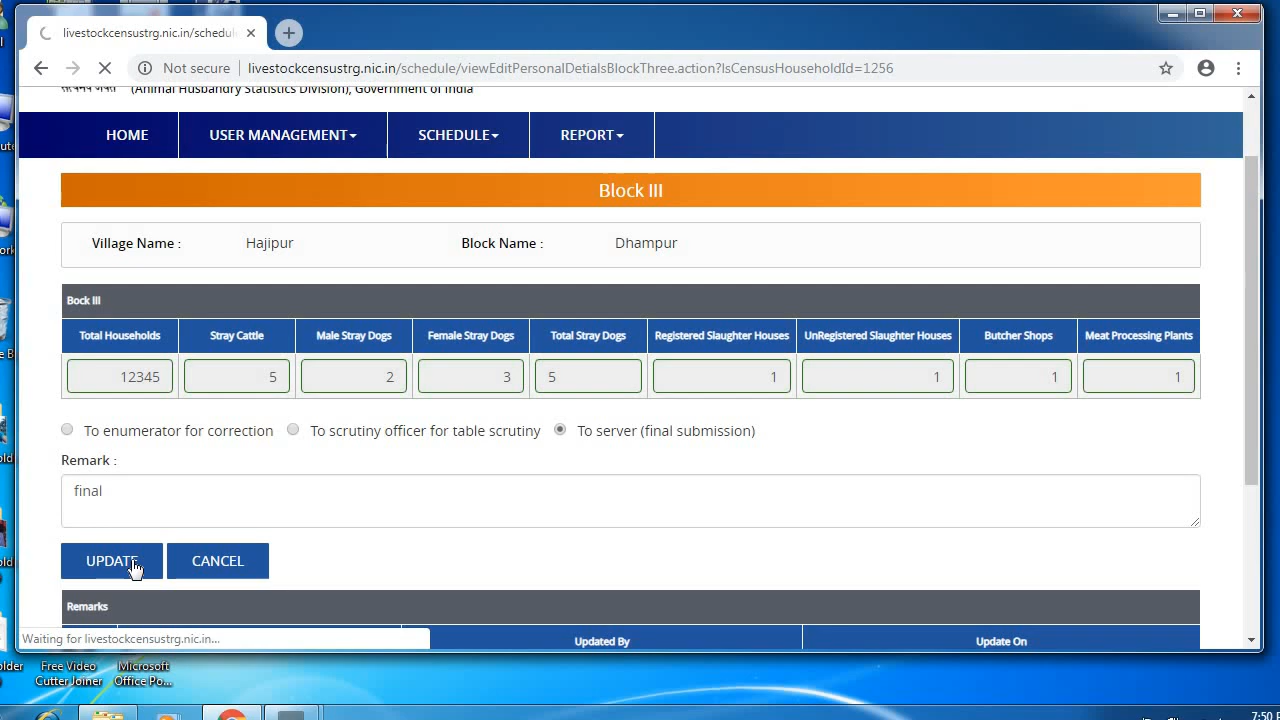 livestockcensustrg.nic.in/schedul
Not secure livestockcensustrg.nic.in/schedule/viewEditPersonalDetialsBlockThree.action?lsCensusHouseholdId=1256
सत्यमेव जयते (Animal Husbandry Statistics Division), Government of India
HOME USER MANAGEMENT SCHEDULE REPORT
Block III
Village Name : Hajipur Block Name : Dhampur
Bock III
Total Households Stray Cattle Male Stray Dogs Female Stray Dogs Total Stray Dogs Registered Slaughter Houses UnRegistered Slaughter Houses Butcher Shops Meat Processing Plants
12345 5 2 3 5 1 1 1 1
To enumerator for correction To scrutiny officer for table scrutiny To server (final submission)
Remark :
final
UPDATE CANCEL
Remarks
Updated By Update On
Waiting for livestockcensustrg.nic.in...
Free Video Microsoft
Cutter Joiner Office Po...
7:50